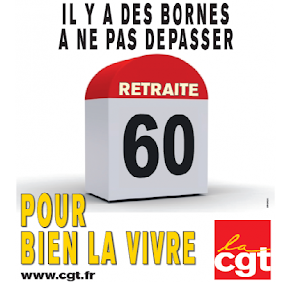 IL Y A DES BORNES
A NE PAS DEPASSER
RETRAITE
60
POUR
BIEN LA VIVRE
www.cgt.fr
la
cgt